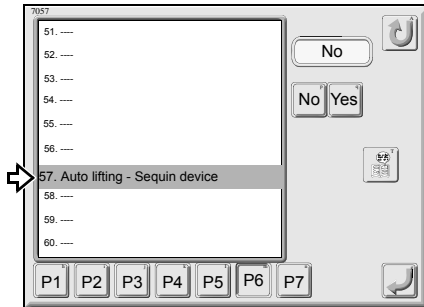 7057
51. ----
52. ----
53. ----
54. ----
55. ----
56. ----
57. Auto lifting - Sequin device
58. ----
59. ----
60. ----
No
No Yes
P1 P2 P3 P4 P5 P6 P7